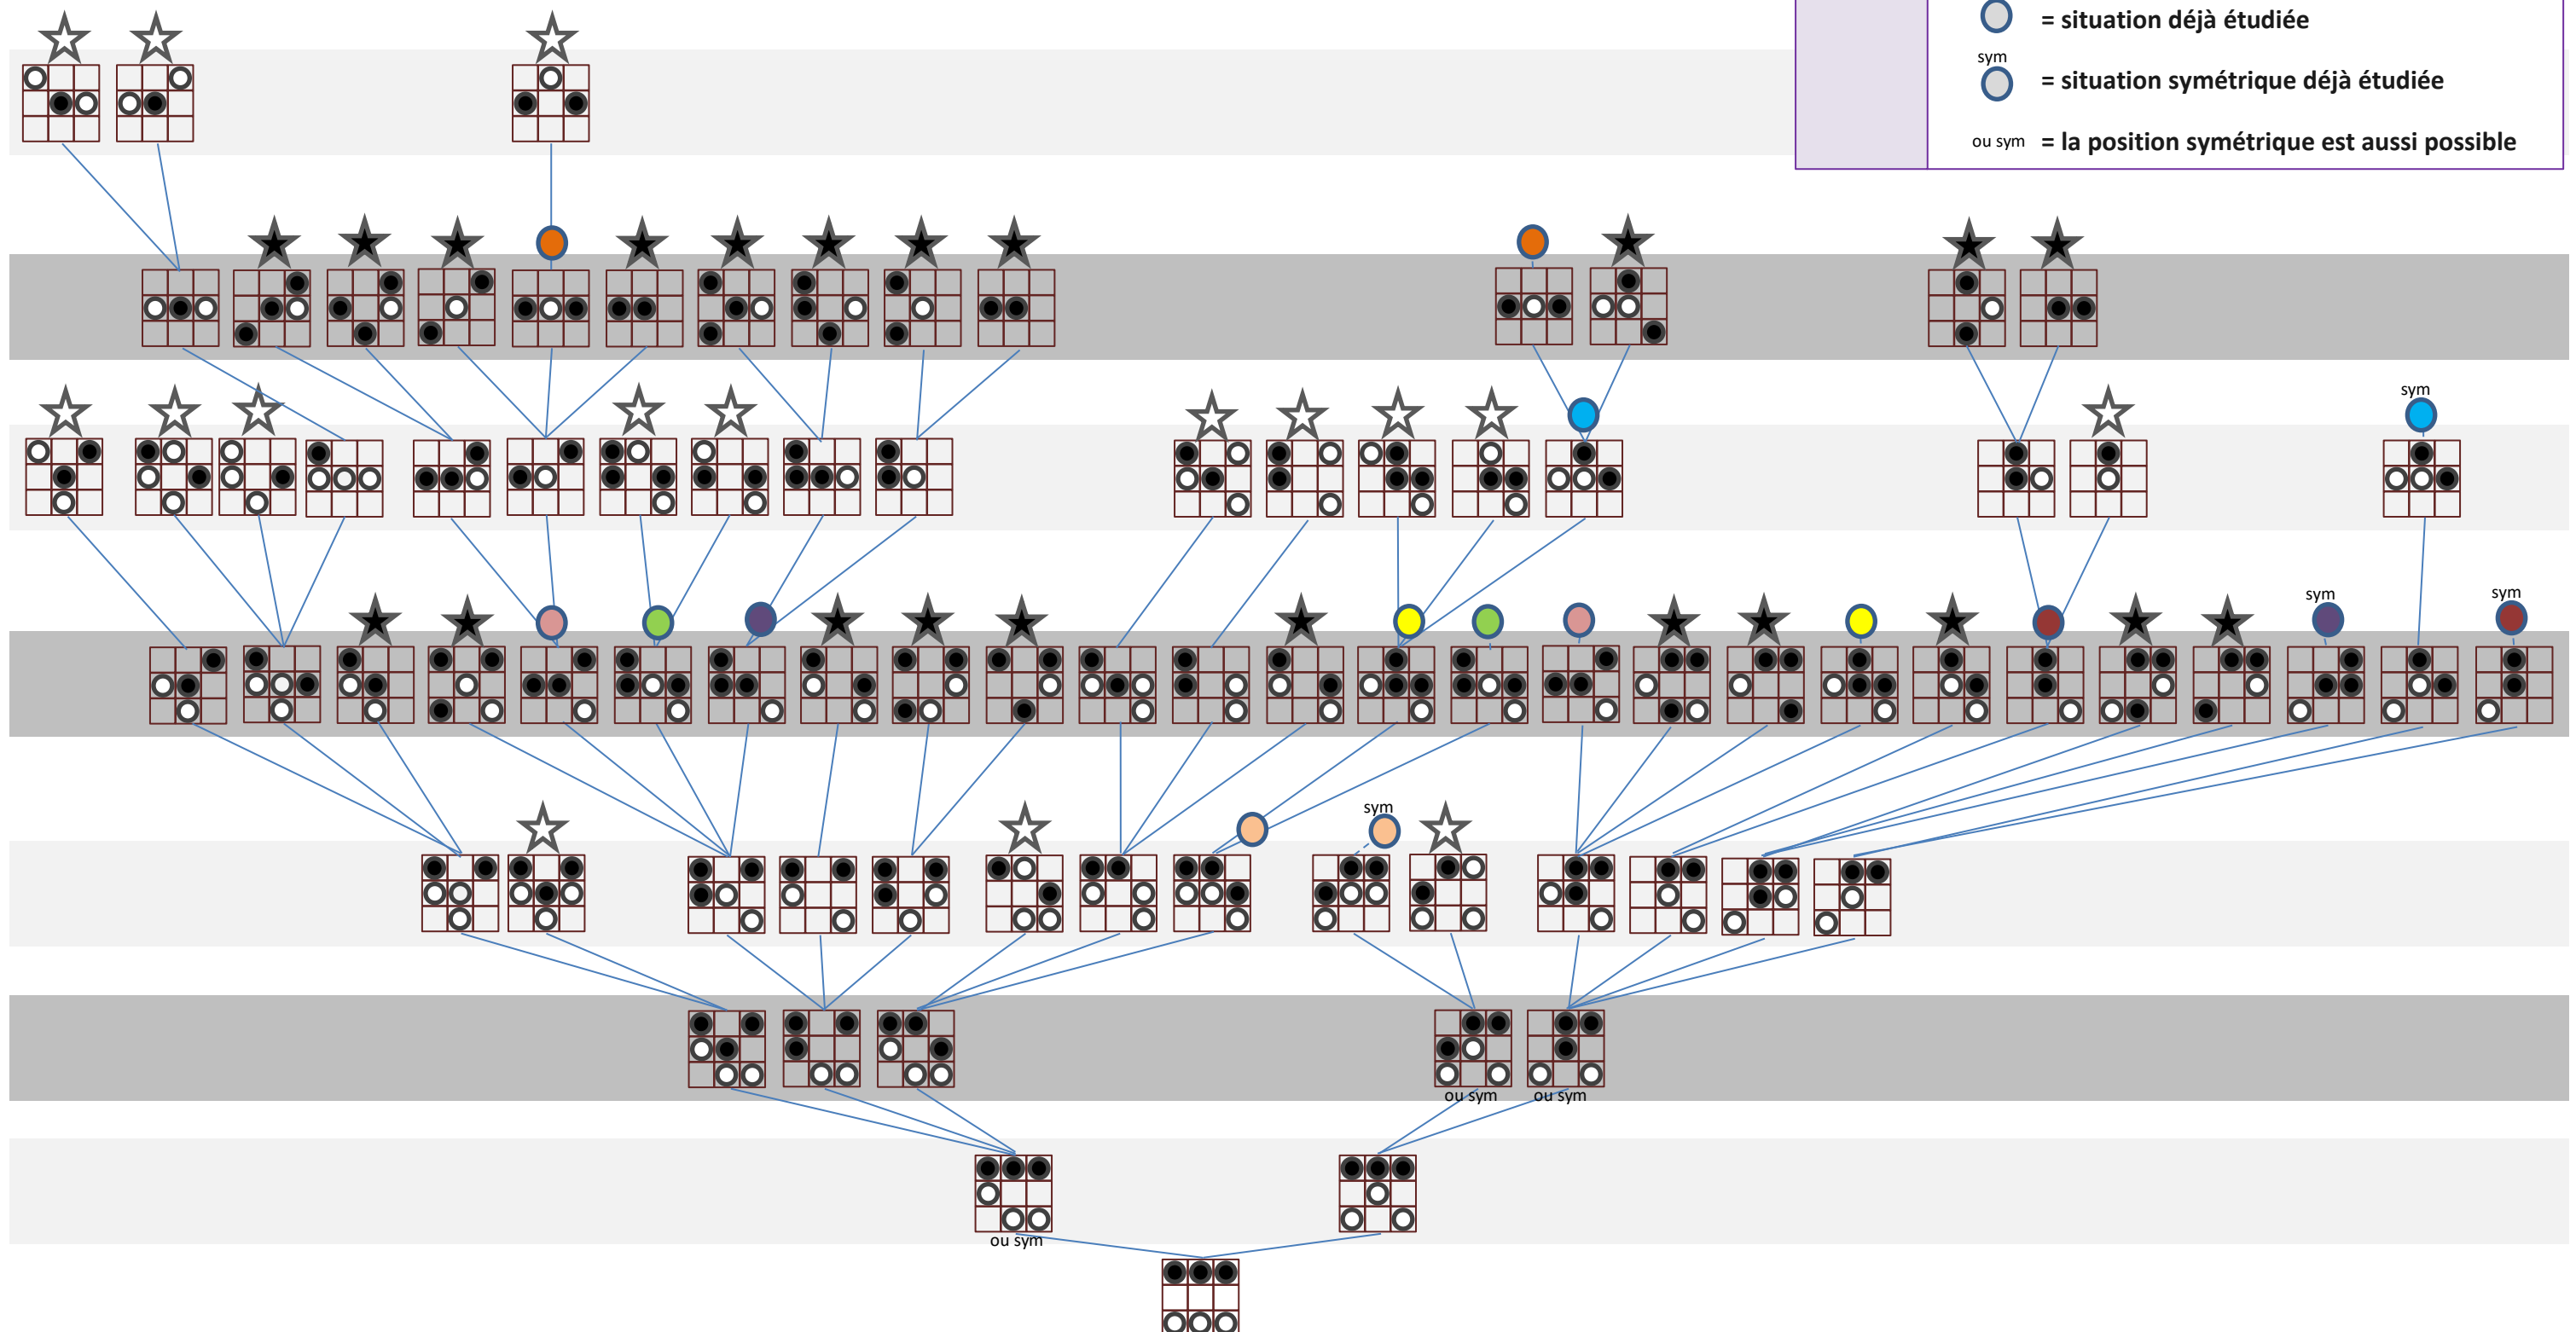 = situation déjà étudiée
sym
= situation symétrique déjà étudiée
ou sym = la position symétrique est aussi possible
sym
sym
sym
sym
ou sym
ou sym
ou sym